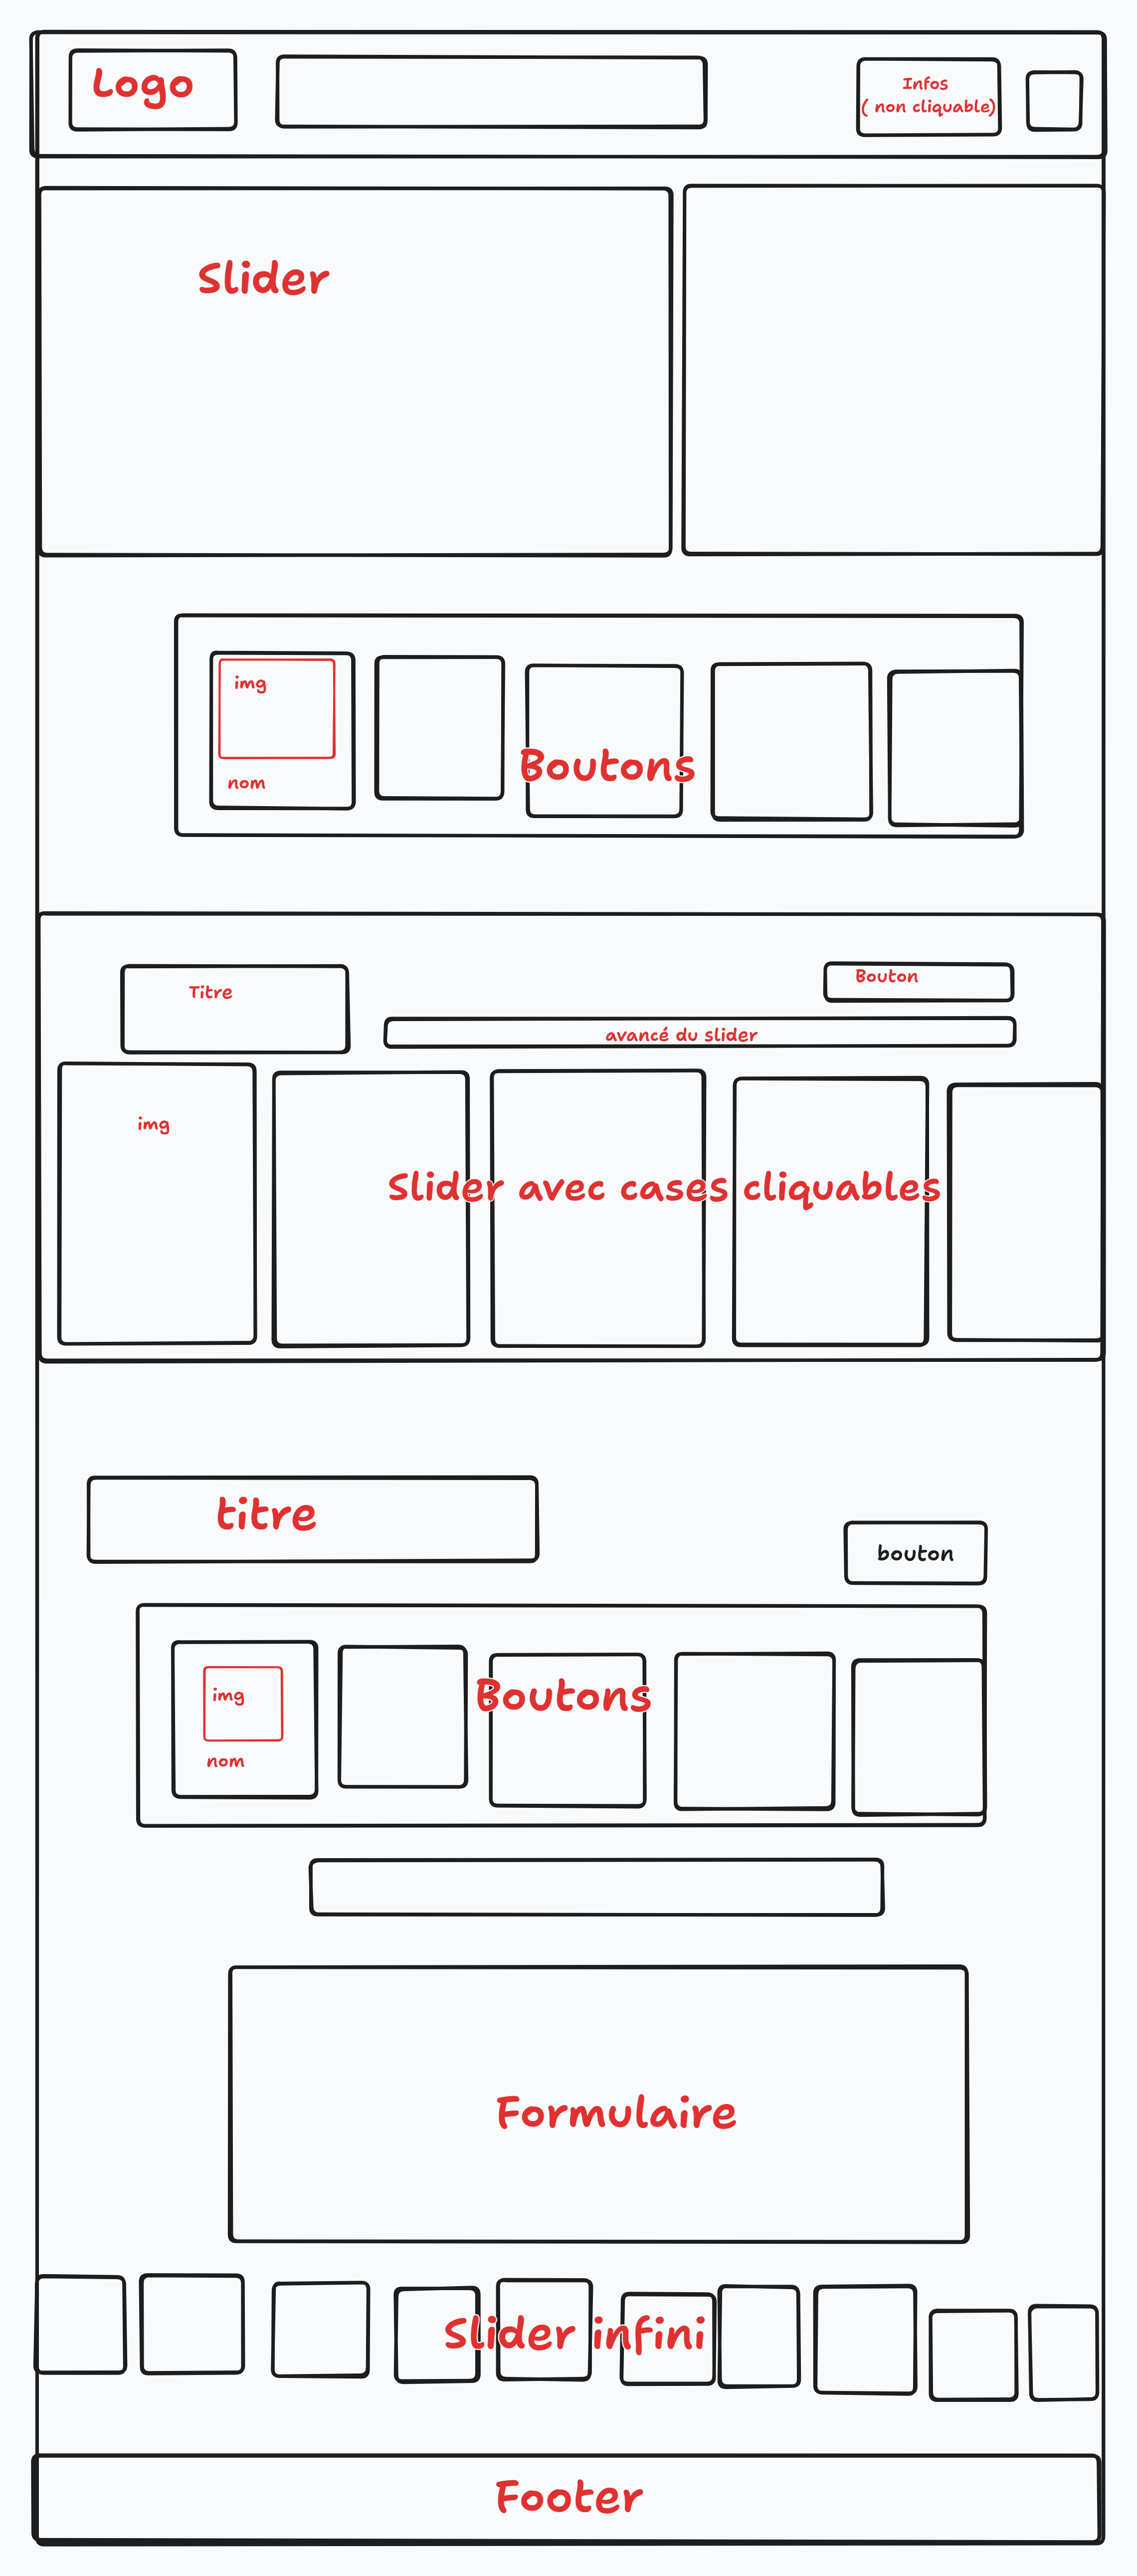 Logo
Infos
( non cliquable)
Slider
img
nom
Boutons
Titre
Bouton
avancé du slider
img
Slider avec cases cliquables
titre
bouton
img
nom
Boutons
Formulaire
Slider infini
Footer